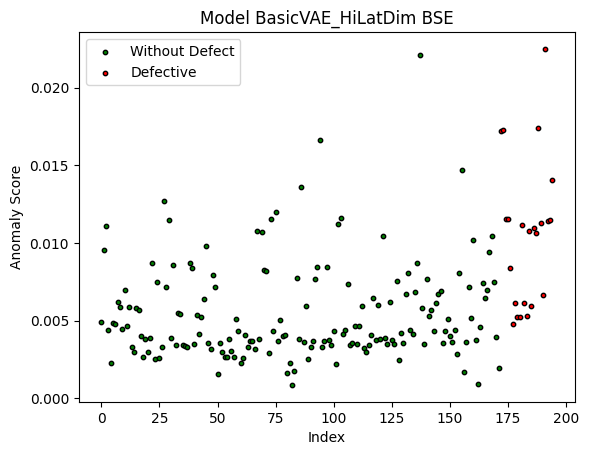 Model BasicVAE_HiLatDim BSE
Without Defect
Defective
0.020
0.015
0.010
0.005
0.000
Anomaly Score
0
25
50
75
100
125
150
175
200
Index